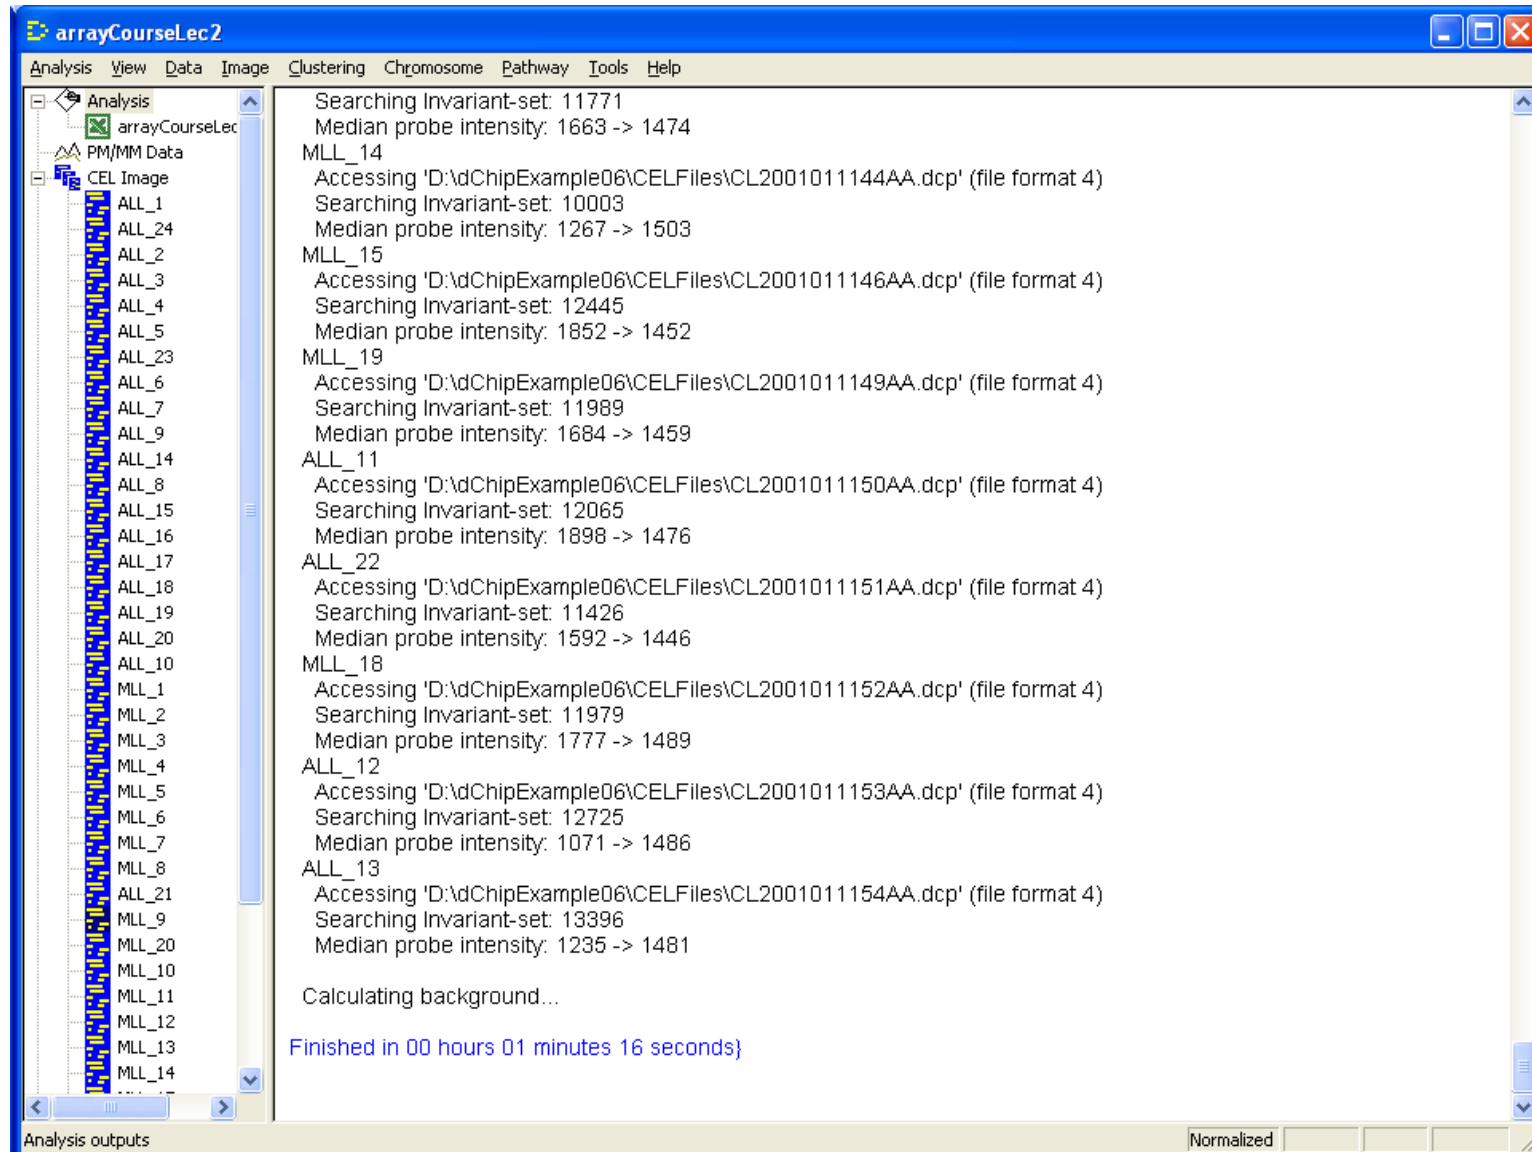 arrayCourseLec2
Analysis View Data Image Clustering Chromosome Pathway Tools Help
Analysis
arrayCourseLec
PM/MM Data
CEL Image
ALL_1
ALL_24
ALL_2
ALL_3
ALL_4
ALL_5
ALL_23
ALL_6
ALL_7
ALL_9
ALL_14
ALL_8
ALL_15
ALL_16
ALL_17
ALL_18
ALL_19
ALL_20
ALL_10
MLL_1
MLL_2
MLL_3
MLL_4
MLL_5
MLL_6
MLL_7
MLL_8
ALL_21
MLL_9
MLL_20
MLL_10
MLL_11
MLL_12
MLL_13
MLL_14
Searching Invariant-set: 11771
Median probe intensity: 1663 -> 1474
MLL_14
Accessing 'D:\dChipExample06\CELFiles\CL2001011144AA.dcp' (file format 4)
Searching Invariant-set: 10003
Median probe intensity: 1267 -> 1503
MLL_15
Accessing 'D:\dChipExample06\CELFiles\CL2001011146AA.dcp' (file format 4)
Searching Invariant-set: 12445
Median probe intensity: 1852 -> 1452
MLL_19
Accessing 'D:\dChipExample06\CELFiles\CL2001011149AA.dcp' (file format 4)
Searching Invariant-set: 11989
Median probe intensity: 1684 -> 1459
ALL_11
Accessing 'D:\dChipExample06\CELFiles\CL2001011150AA.dcp' (file format 4)
Searching Invariant-set: 12065
Median probe intensity: 1898 -> 1476
ALL_22
Accessing 'D:\dChipExample06\CELFiles\CL2001011151AA.dcp' (file format 4)
Searching Invariant-set: 11426
Median probe intensity: 1592 -> 1446
MLL_18
Accessing 'D:\dChipExample06\CELFiles\CL2001011152AA.dcp' (file format 4)
Searching Invariant-set: 11979
Median probe intensity: 1777 -> 1489
ALL_12
Accessing 'D:\dChipExample06\CELFiles\CL2001011153AA.dcp' (file format 4)
Searching Invariant-set: 12725
Median probe intensity: 1071 -> 1486
ALL_13
Accessing 'D:\dChipExample06\CELFiles\CL2001011154AA.dcp' (file format 4)
Searching Invariant-set: 13396
Median probe intensity: 1235 -> 1481
Calculating background...
Finished in 00 hours 01 minutes 16 seconds}
Analysis outputs
Normalized